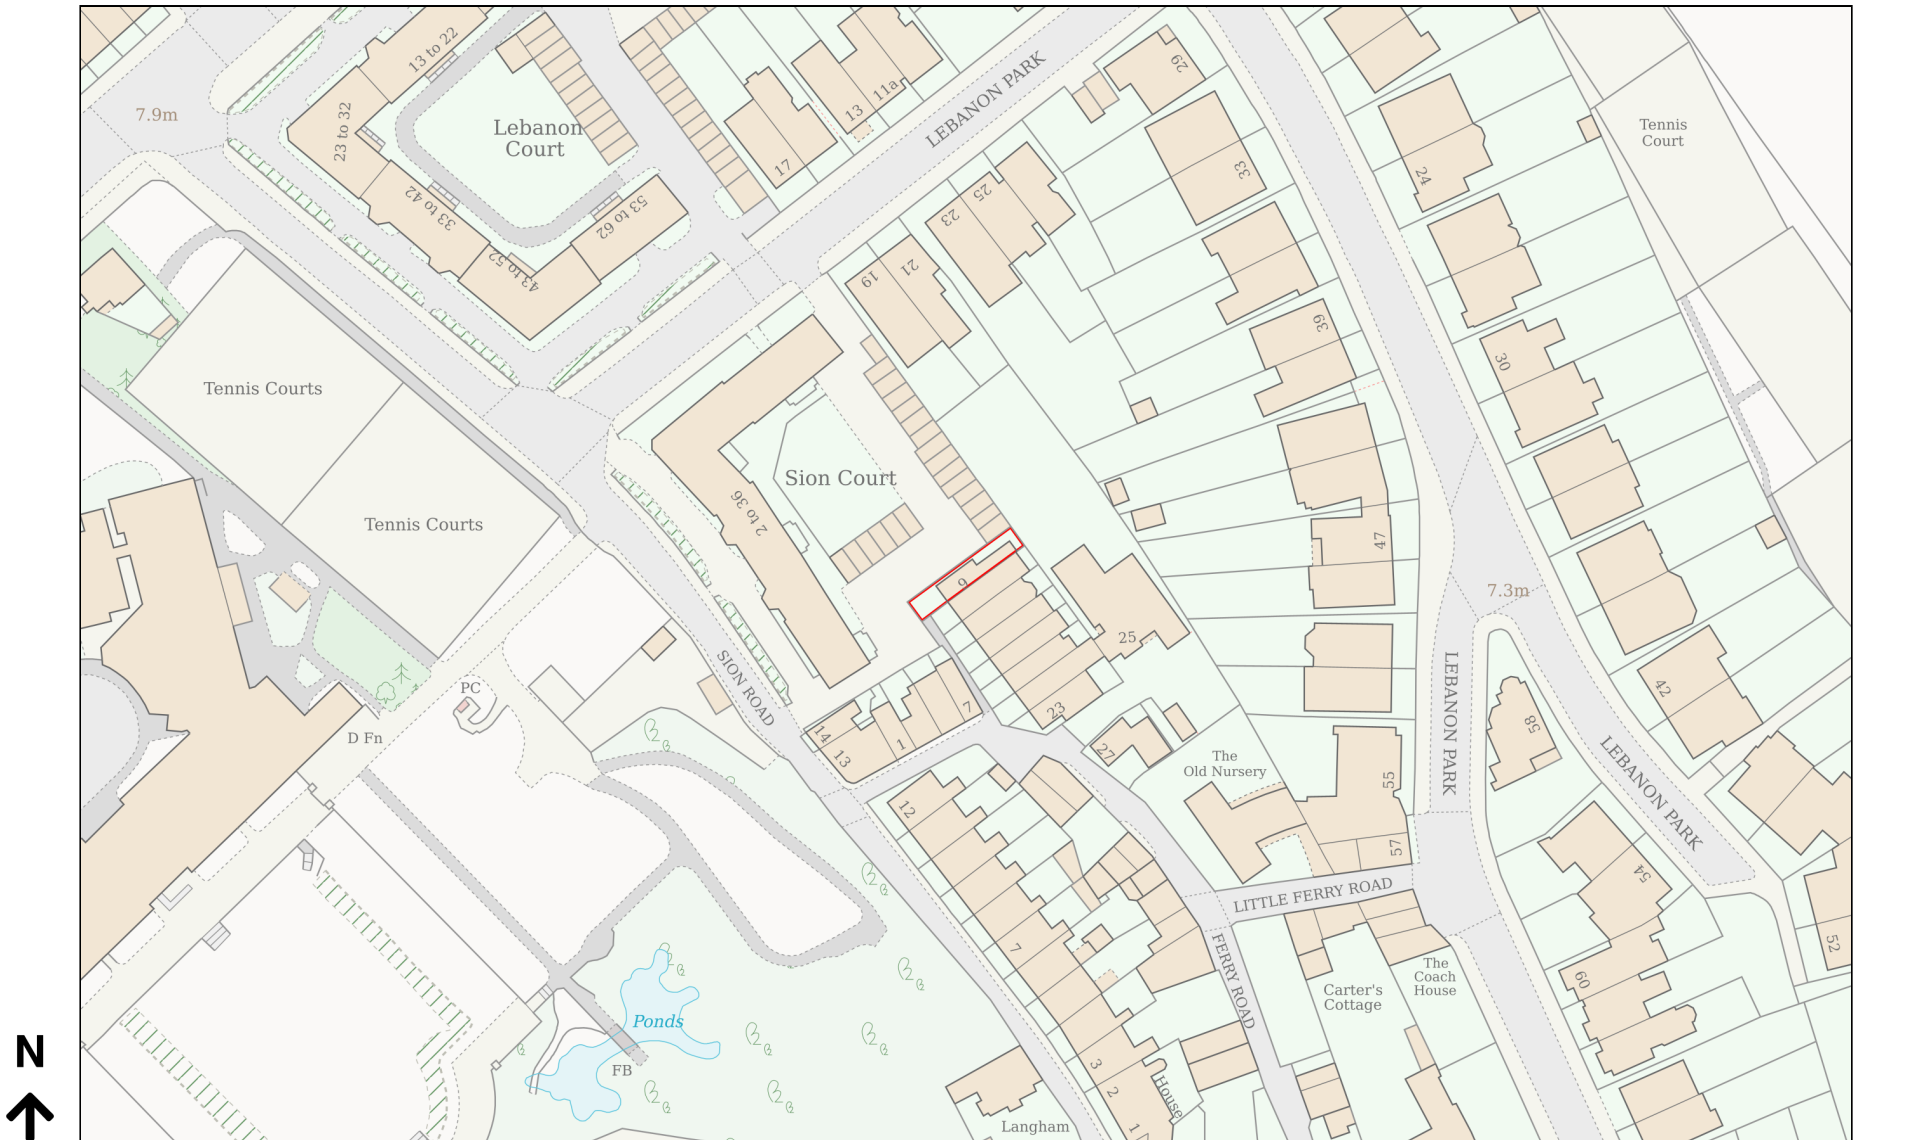 13 to 22
29
7.9m
23 to 32
Lebanon
Court
13
11a
LEBANON PARK
Tennis
Court
17
33
24
33 to 42
53 to 62
25
23
43 to 52
19
21
39
30
Tennis Courts
Sion Court
2 to 36
Tennis Courts
47
9
7.3m
25
PC
SION ROAD
LEBANON PARK
42
7
23
58
D Fn
14
13
1
27
The
Old Nursery
55
LEBANON PARK
12
57
54
LITTLE FERRY ROAD
7
FERRY ROAD
52
The
Coach
House
60
Carter's
Cottage
Ponds
N
FB
3
2
House
1
Langham